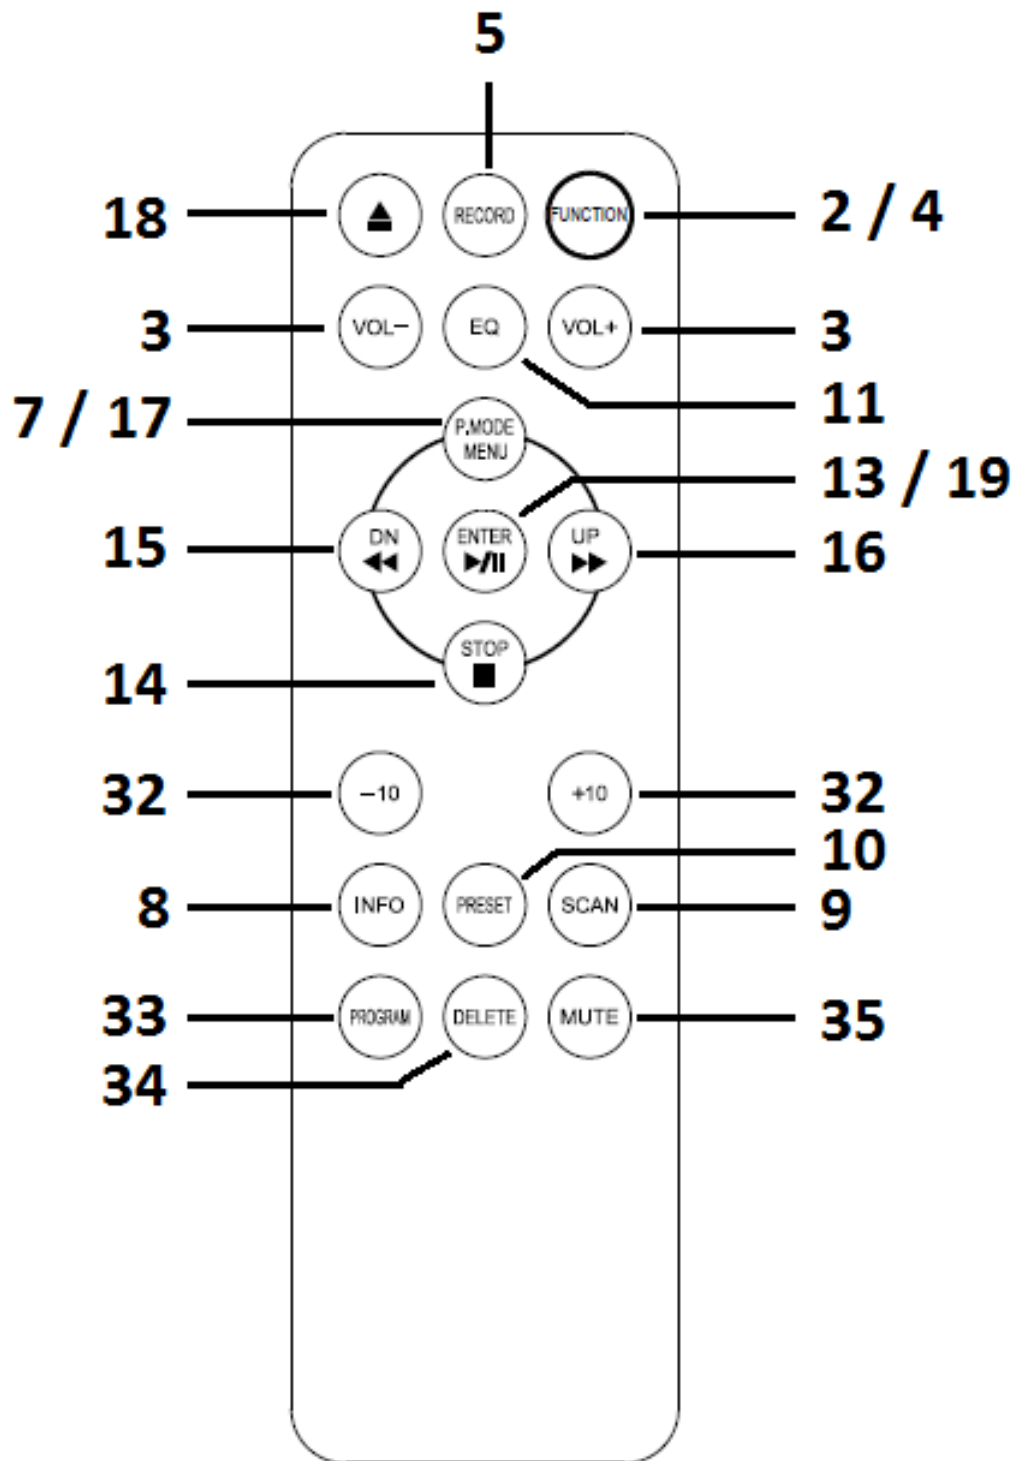 5
18
RECORD
FUNCTION
2 / 4
3
VOL−
EQ
VOL+
3
11
7 / 17
P.MODE
MENU
13 / 19
15
DN
ENTER
UP
16
14
STOP
32
−10
+10
32
10
8
INFO
PRESET
SCAN
9
33
PROGRAM
DELETE
MUTE
35
34